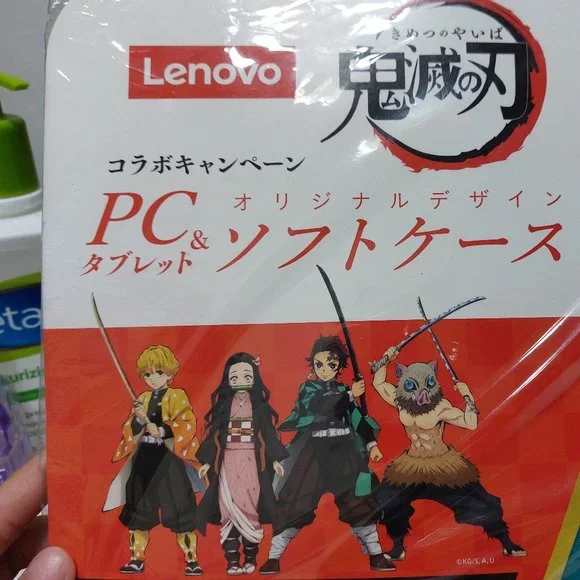 Lenovo
きめつのやいば
鬼滅の刃
コラボキャンペーン
オリジナルデザイン
PC&
タブレット
ソフトケース
©KG/S, A, U